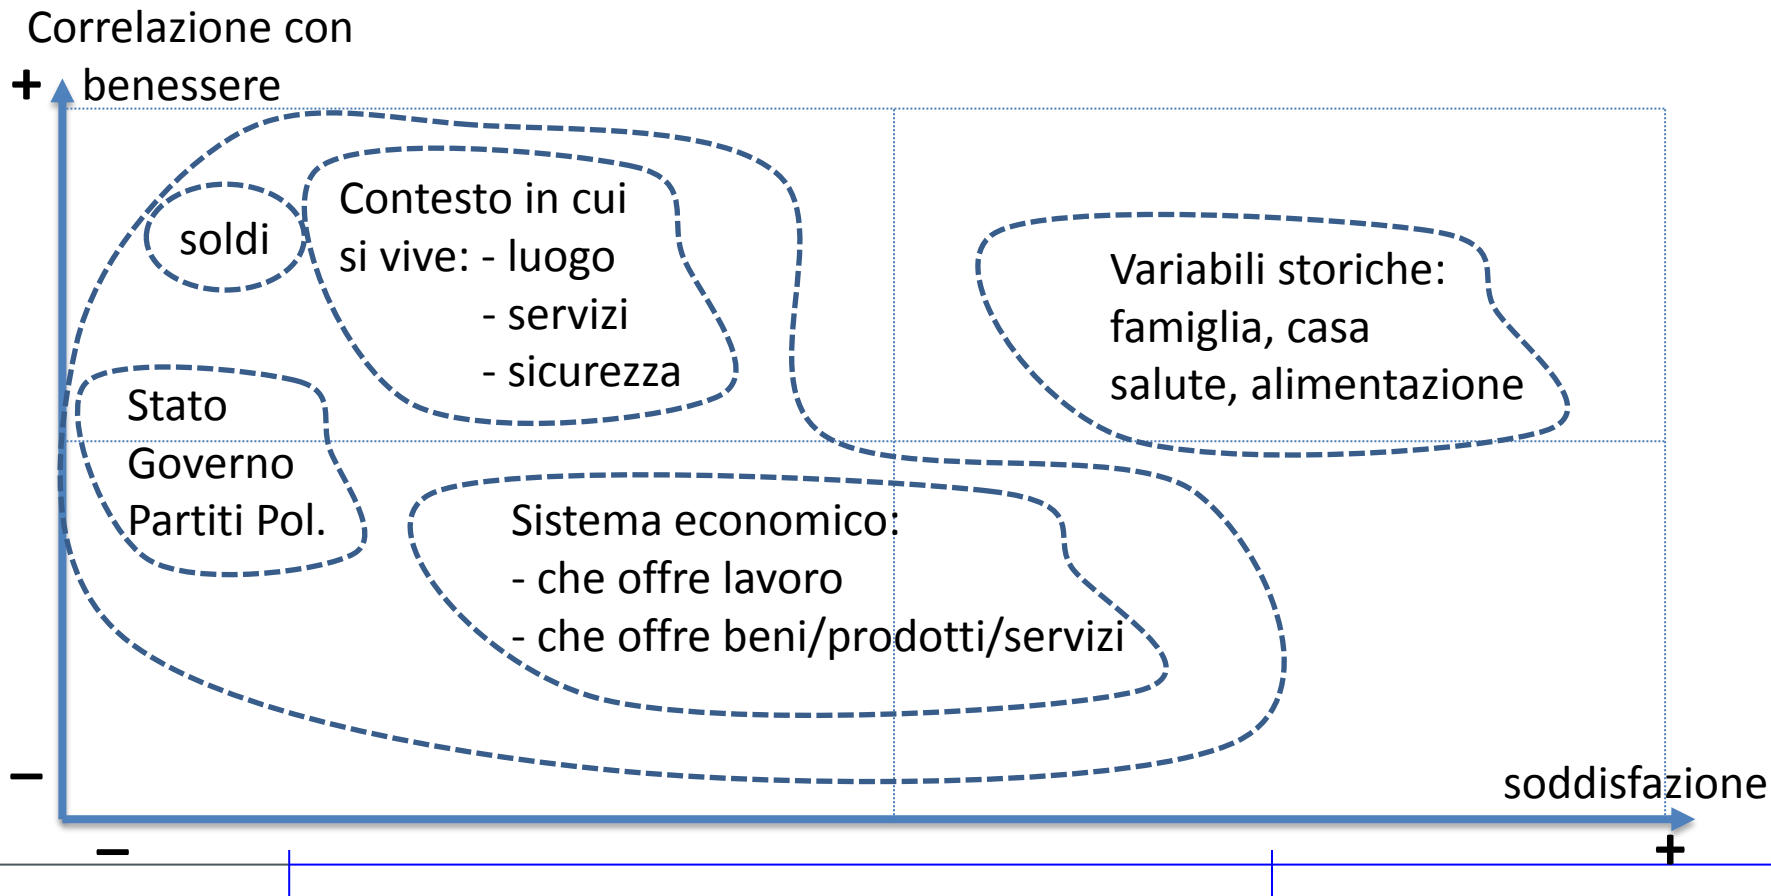 Correlazione con
+ benessere
soldi
Contesto in cui
si vive: - luogo
- servizi
- sicurezza
Variabili storiche:
famiglia, casa
salute, alimentazione
Stato
Governo
Partiti Pol.
Sistema economico:
- che offre lavoro
- che offre beni/prodotti/servizi
–
soddisfazione
– +